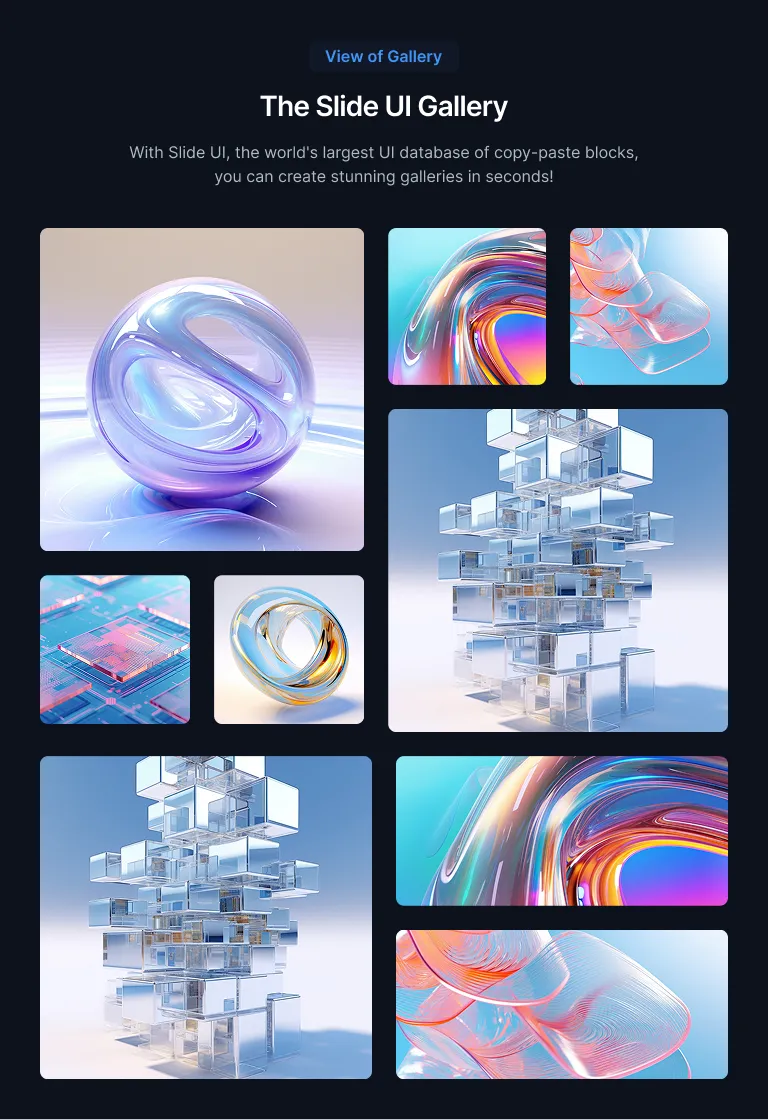 View of Gallery
The Slide UI Gallery
With Slide UI, the world's largest UI database of copy-paste blocks,
you can create stunning galleries in seconds!